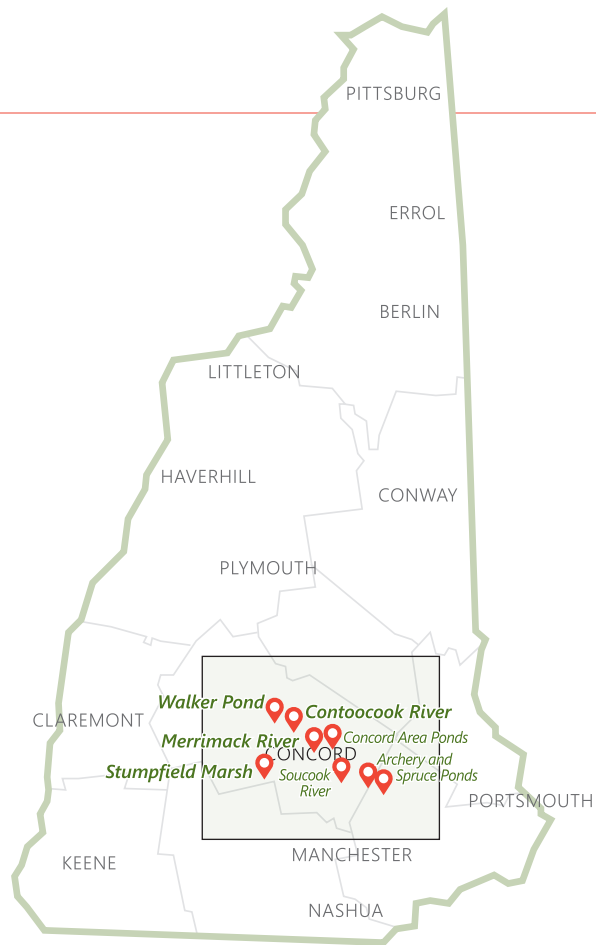 PITTSBURG
ERROL
BERLIN
LITTLETON
HAVERHILL
CONWAY
PLYMOUTH
Walker Pond
Contoocook River
CLAREMONT
Merrimack River
Concord Area Ponds
CONCORD
Stumpfield Marsh
Soucook
River
Archery and
Spruce Ponds
PORTSMOUTH
MANCHESTER
KEENE
NASHUA